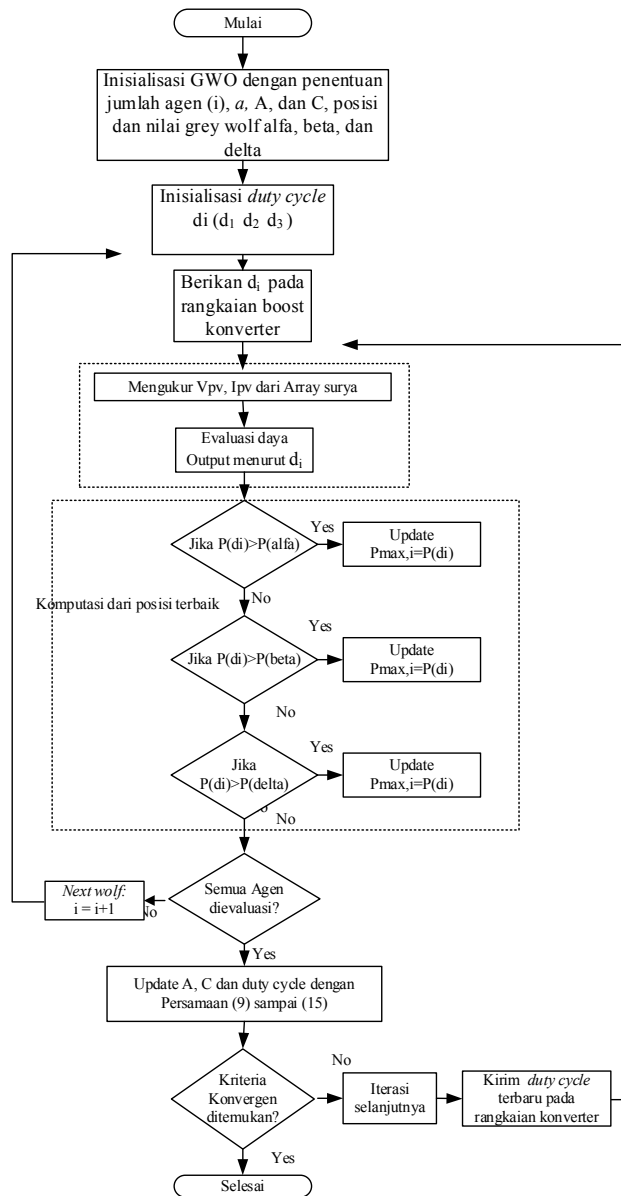 Mulai
Inisialisasi GWO dengan penentuan
jumlah agen (i), a, A, dan C, posisi
dan nilai grey wolf alfa, beta, dan
delta
Inisialisasi duty cycle
di (d1 d2 d3 )
Berikan di pada
rangkaian boost
konverter
Mengukur Vpv, Ipv dari Array surya
Evaluasi daya
Output menurut di
Jika P(di)>P(alfa)
Yes
Update
Pmax,i=P(di)
Komputasi dari posisi terbaik
No
Jika P(di)>P(beta)
Yes
Update
Pmax,i=P(di)
No
Jika
P(di)>P(delta)
Yes
Update
Pmax,i=P(di)
No
Semua Agen
dievaluasi?
No
Next wolf:
i = i+1
Yes
Update A, C dan duty cycle dengan
Persamaan (9) sampai (15)
Kriteria
Konvergen
ditemukan?
No
Iterasi
selanjutnya
Kirim duty cycle
terbaru pada
rangkaian konverter
Yes
Selesai